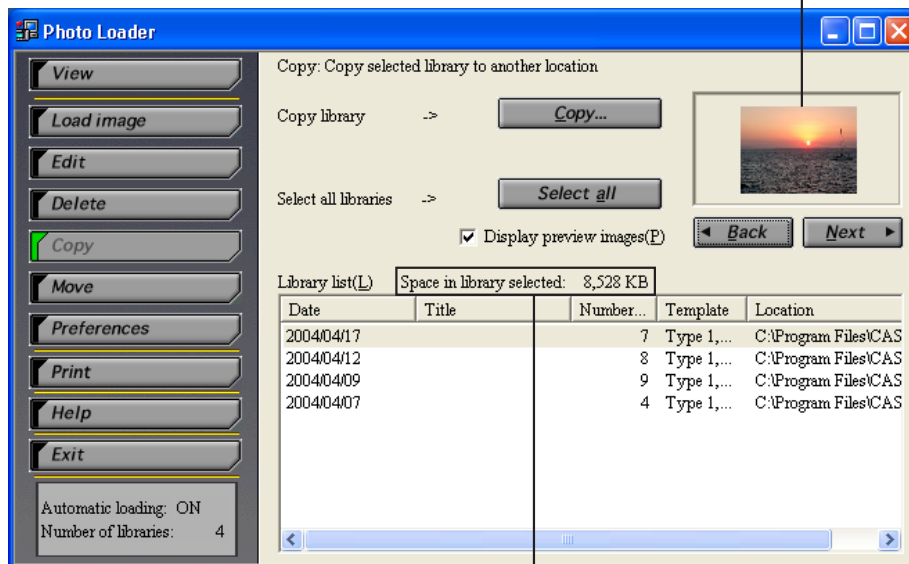 Photo Loader
View
Load image
Edit
Delete
Copy
Move
Preferences
Print
Help
Exit
Automatic loading: ON
Number of libraries: 4
Copy: Copy selected library to another location
Copy library -> Copy...
Select all libraries -> Select all
Display preview images(P)
Back Next
Library list(L) Space in library selected: 8,528 KB
Date Title Number... Template Location
2004/04/17 7 Type 1,... C:\Program Files\CAS
2004/04/12 8 Type 1,... C:\Program Files\CAS
2004/04/09 9 Type 1,... C:\Program Files\CAS
2004/04/07 4 Type 1,... C:\Program Files\CAS